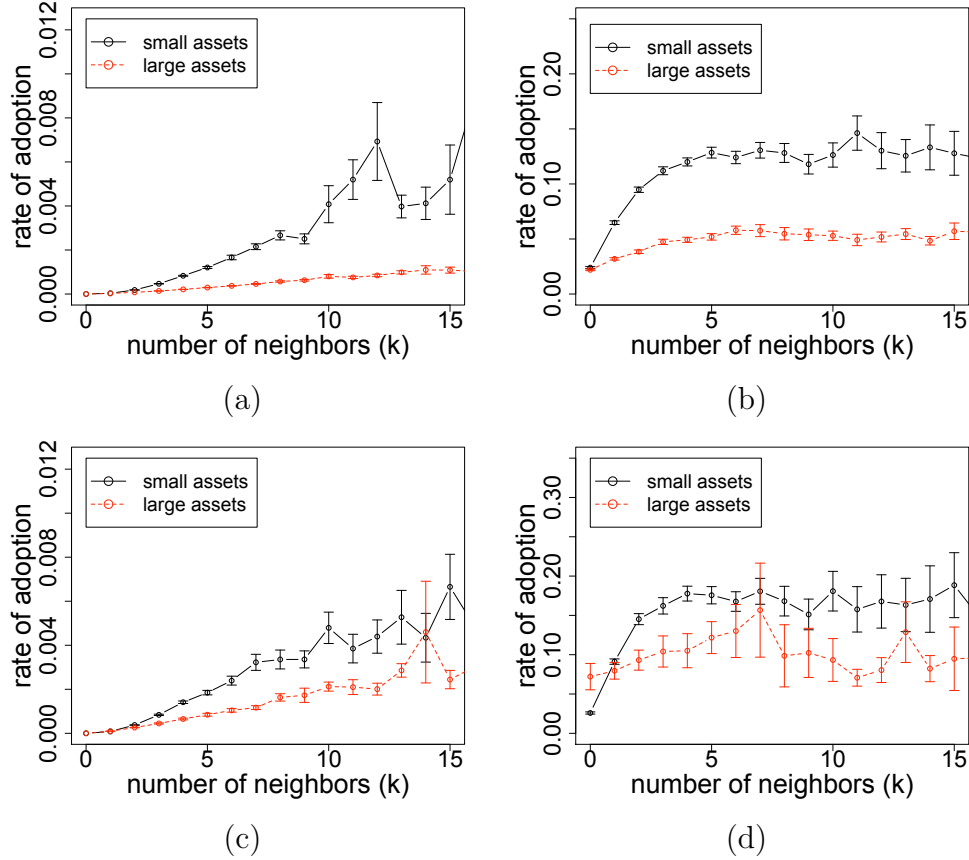 rate of adoption
0.000 0.004 0.008 0.012
small assets
large assets
0 5 10 15
number of neighbors (k)
(a)
rate of adoption
0.00 0.10 0.20
small assets
large assets
0 5 10 15
number of neighbors (k)
(b)
rate of adoption
0.000 0.004 0.008 0.012
small assets
large assets
0 5 10 15
number of neighbors (k)
(c)
rate of adoption
0.00 0.10 0.20 0.30
small assets
large assets
0 5 10 15
number of neighbors (k)
(d)